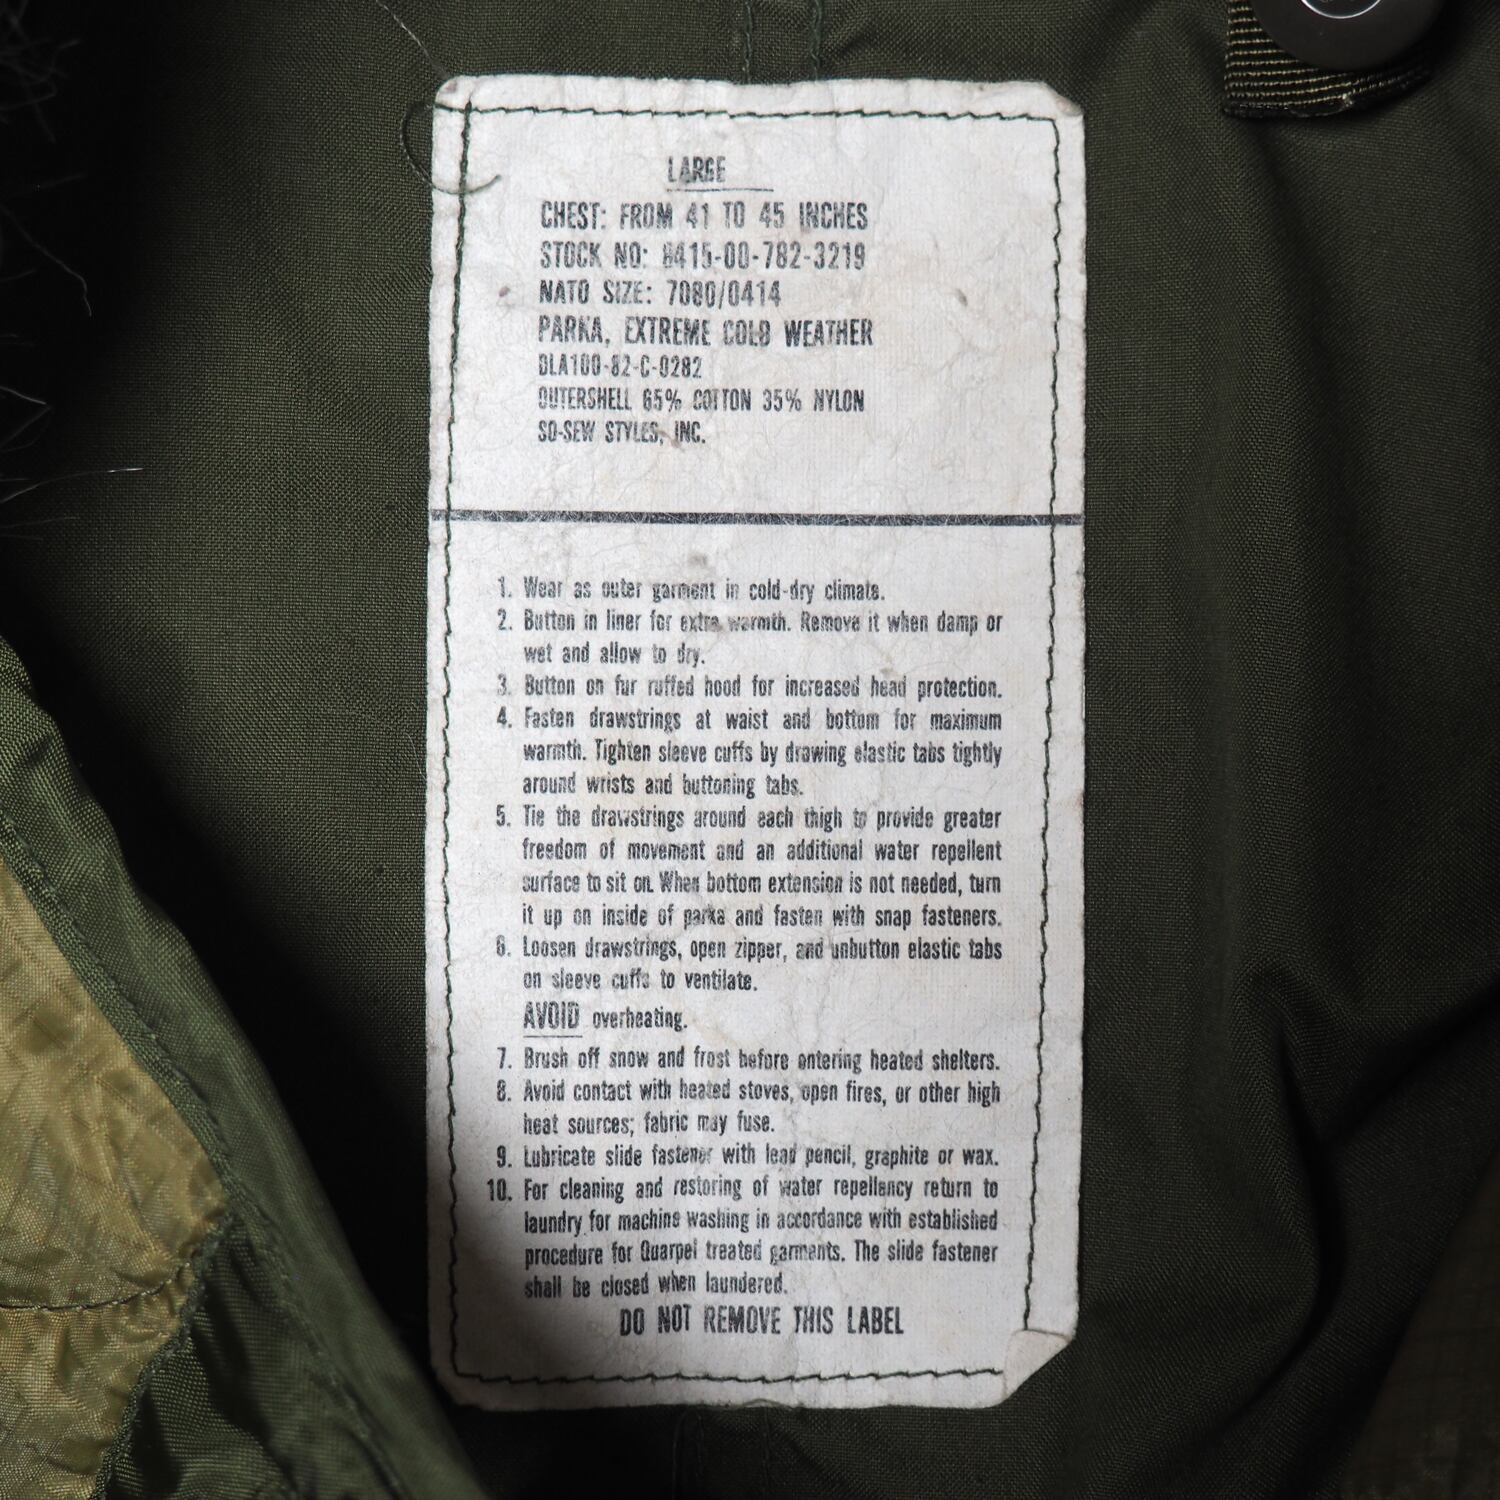 LARGE
CHEST: FROM 41 TO 45 INCHES
STOCK NO: 8415-00-782-3219
NATO SIZE: 7080/0414
PARKA, EXTREME COLD WEATHER
DLA100-82-C-0282
OUTERSHELL 65% COTTON 35% NYLON
SO-SEW STYLES, INC.
1. Wear as outer garment in cold-dry climate.
2. Button in liner for extra warmth. Remove it when damp or
wet and allow to dry.
3. Button on fur ruffed hood for increased head protection.
4. Fasten drawstrings at waist and bottom for maximum
warmth. Tighten sleeve cuffs by drawing elastic tabs tightly
around wrists and buttoning tabs.
5. Tie the drawstrings around each thigh to provide greater
freedom of movement and an additional water repellent
surface to sit on. When bottom extension is not needed, turn
it up on inside of parka and fasten with snap fasteners.
6. Loosen drawstrings, open zipper, and unbutton elastic tabs
on sleeve cuffs to ventilate.
AVOID overheating.
7. Brush off snow and frost before entering heated shelters.
8. Avoid contact with heated stoves, open fires, or other high
heat sources; fabric may fuse.
9. Lubricate slide fastener with lead pencil, graphite or wax.
10. For cleaning and restoring of water repellency return to
laundry for machine washing in accordance with established
procedure for Quarpel treated garments. The slide fastener
shall be closed when laundered.
DO NOT REMOVE THIS LABEL